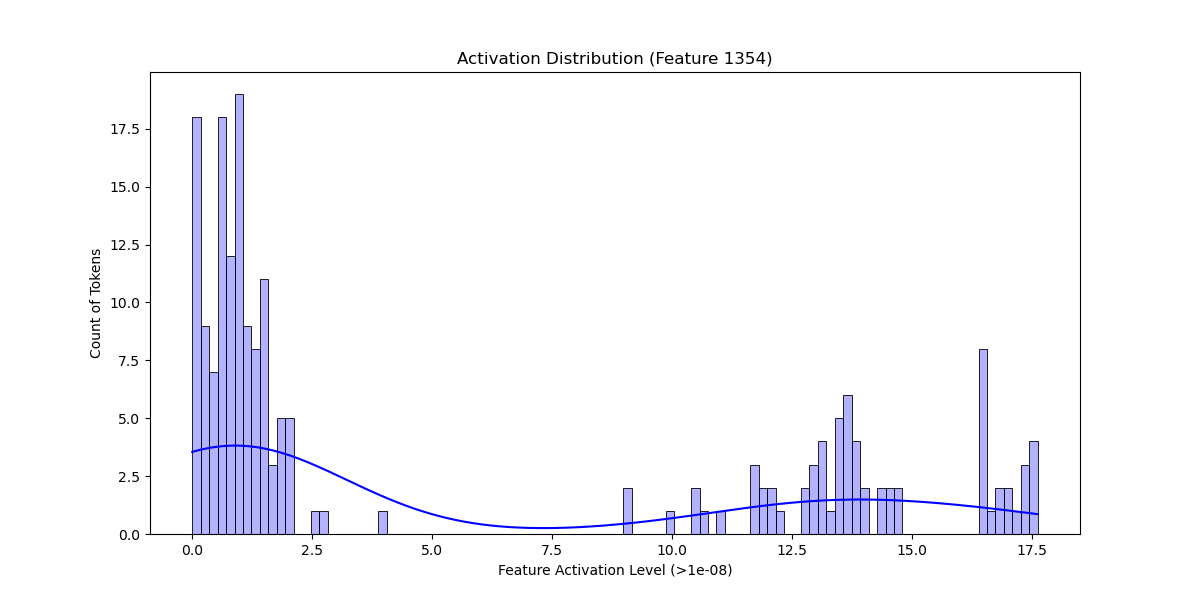 Activation Distribution (Feature 1354)
Count of Tokens
17.5
15.0
12.5
10.0
7.5
5.0
2.5
0.0
0.0 2.5 5.0 7.5 10.0 12.5 15.0 17.5
Feature Activation Level (>1e-08)